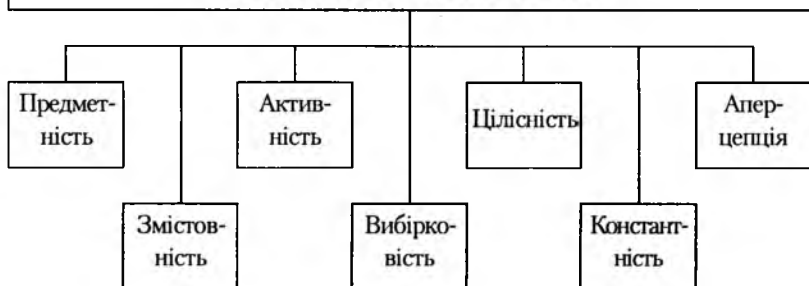 Предмет-
ність
Актив-
ність
Цілісність
Апер-
цепція
Змістов-
ність
Вибірко-
вість
Констант-
ність